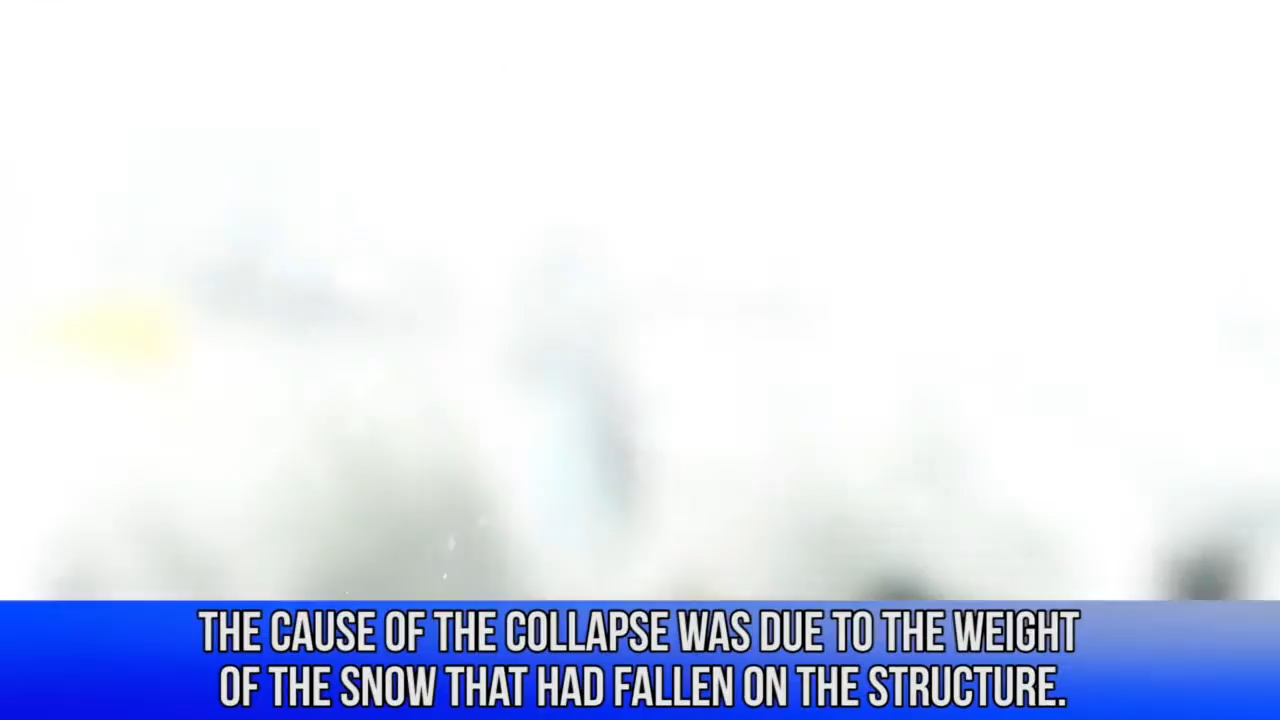 THE CAUSE OF THE COLLAPSE WAS DUE TO THE WEIGHT
OF THE SNOW THAT HAD FALLEN ON THE STRUCTURE.